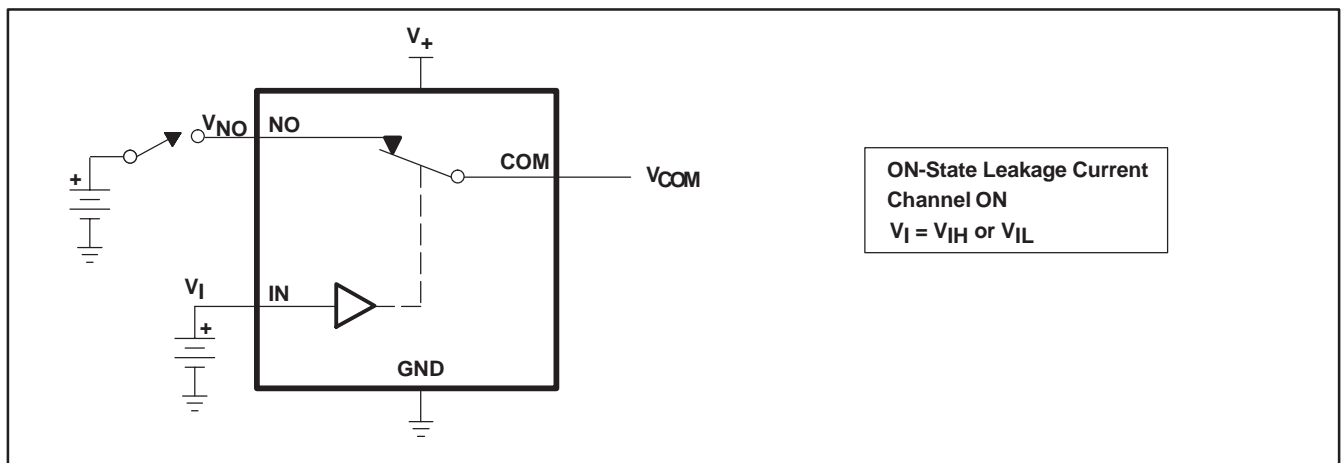 V+
VNO
NO
COM
VCOM
+
VI
IN
+
GND
ON-State Leakage Current
Channel ON
VI = VIH or VIL